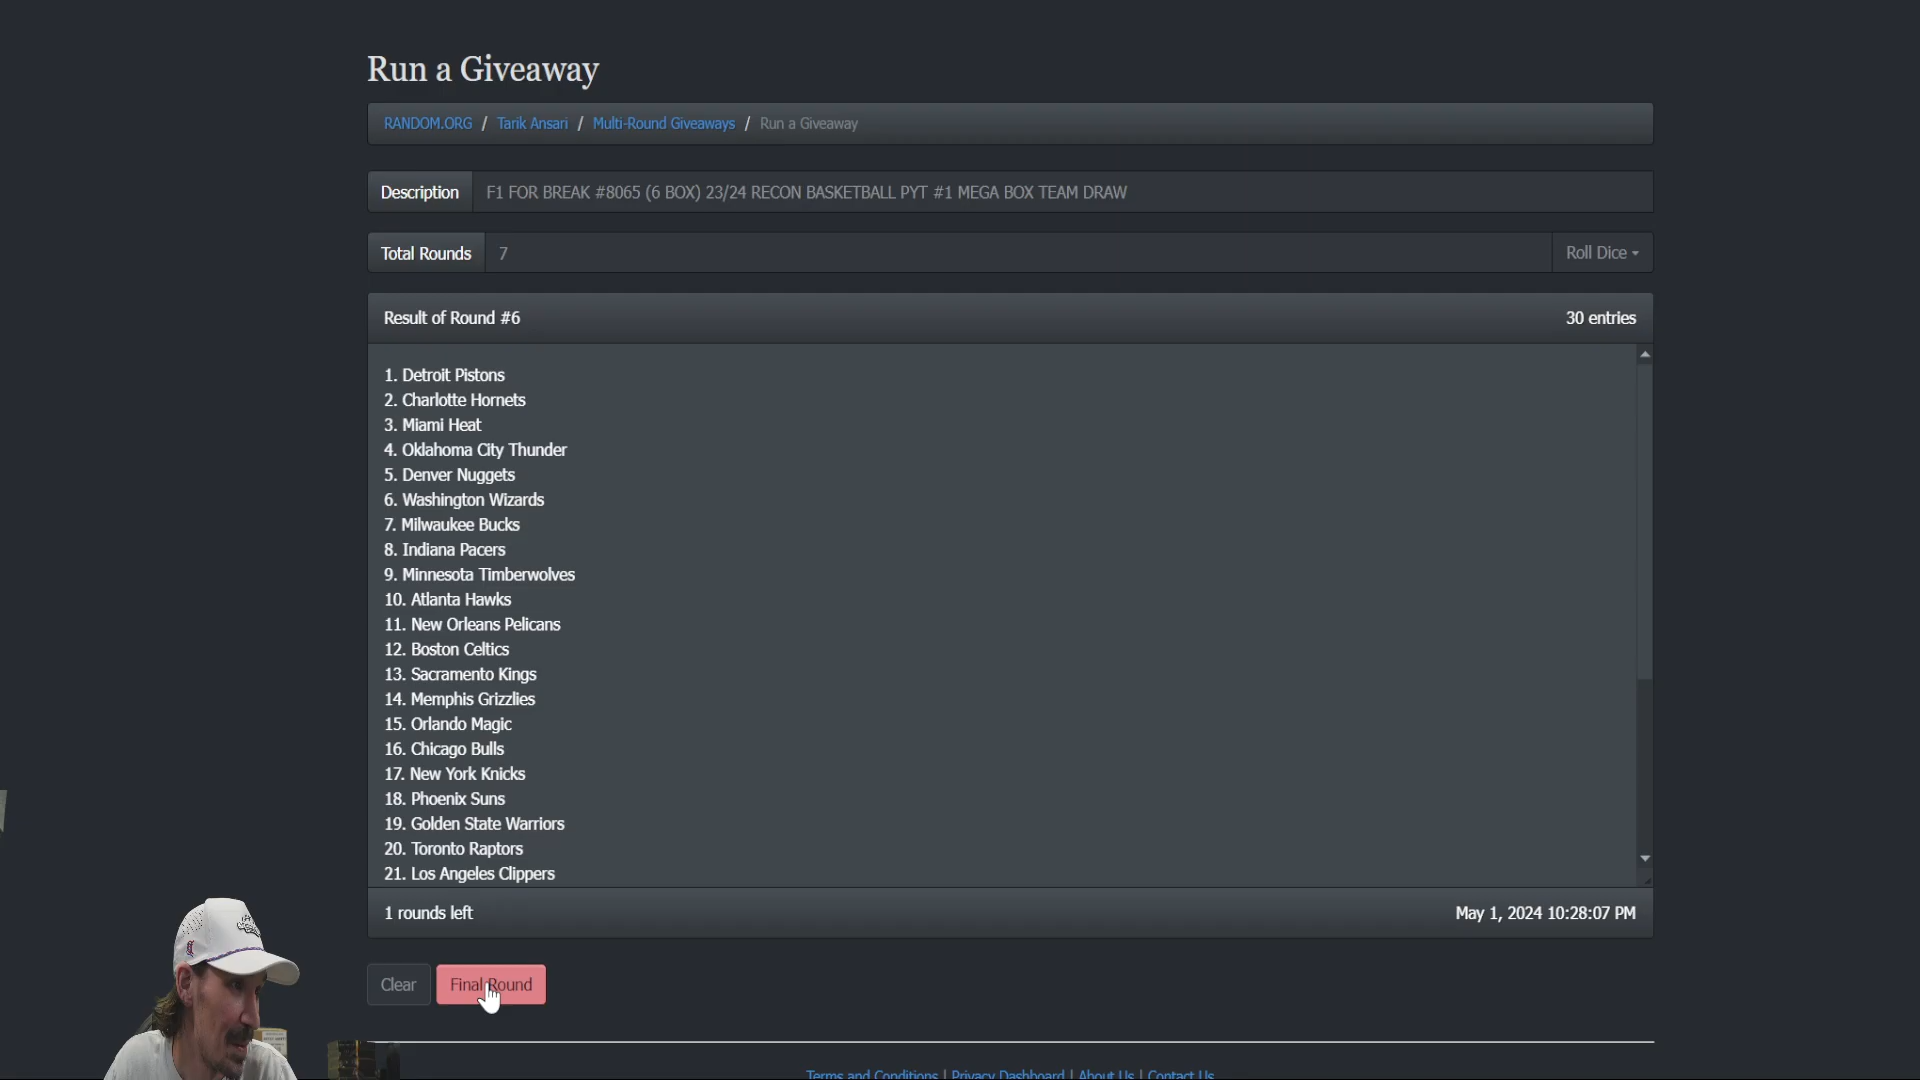 Run a Giveaway
RANDOM.ORG / Tarik Ansari / Multi-Round Giveaways / Run a Giveaway
Description F1 FOR BREAK #8065 (6 BOX) 23/24 RECON BASKETBALL PYT #1 MEGA BOX TEAM DRAW
Total Rounds 7 Roll Dice
Result of Round #6 30 entries
1. Detroit Pistons
2. Charlotte Hornets
3. Miami Heat
4. Oklahoma City Thunder
5. Denver Nuggets
6. Washington Wizards
7. Milwaukee Bucks
8. Indiana Pacers
9. Minnesota Timberwolves
10. Atlanta Hawks
11. New Orleans Pelicans
12. Boston Celtics
13. Sacramento Kings
14. Memphis Grizzlies
15. Orlando Magic
16. Chicago Bulls
17. New York Knicks
18. Phoenix Suns
19. Golden State Warriors
20. Toronto Raptors
21. Los Angeles Clippers
1 rounds left May 1, 2024 10:28:07 PM
Clear Final Round
Terms and Conditions | Privacy Dashboard | About Us | Contact Us